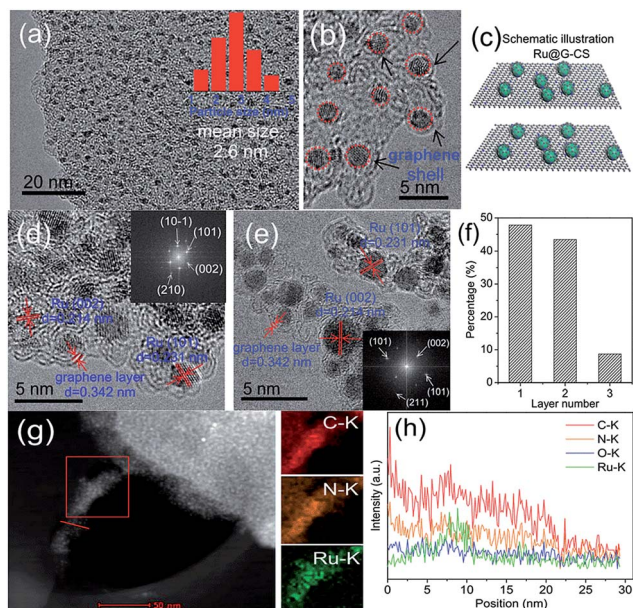 (a)
mean size:
2.6 nm
20 nm
(b)
graphene
shell
5 nm
(c)
Schematic illustration
Ru@G-CS
(d)
(10-1)
(101)
(002)
(210)
Ru (002)
d=0.214 nm
Ru (101)
d=0.231 nm
graphene layer
d=0.342 nm
5 nm
(e)
Ru (101)
d=0.231 nm
Ru (002)
d=0.214 nm
graphene layer
d=0.342 nm
(101)
(002)
(101)
(211)
5 nm
(f)
50
40
30
20
10
0
Percentage (%)
1 2 3
Layer number
(g)
50 nm
C-K
N-K
Ru-K
(h)
C-K
N-K
O-K
Ru-K
Intensity (a.u.)
0 5 10 15 20 25 30
Position (nm)